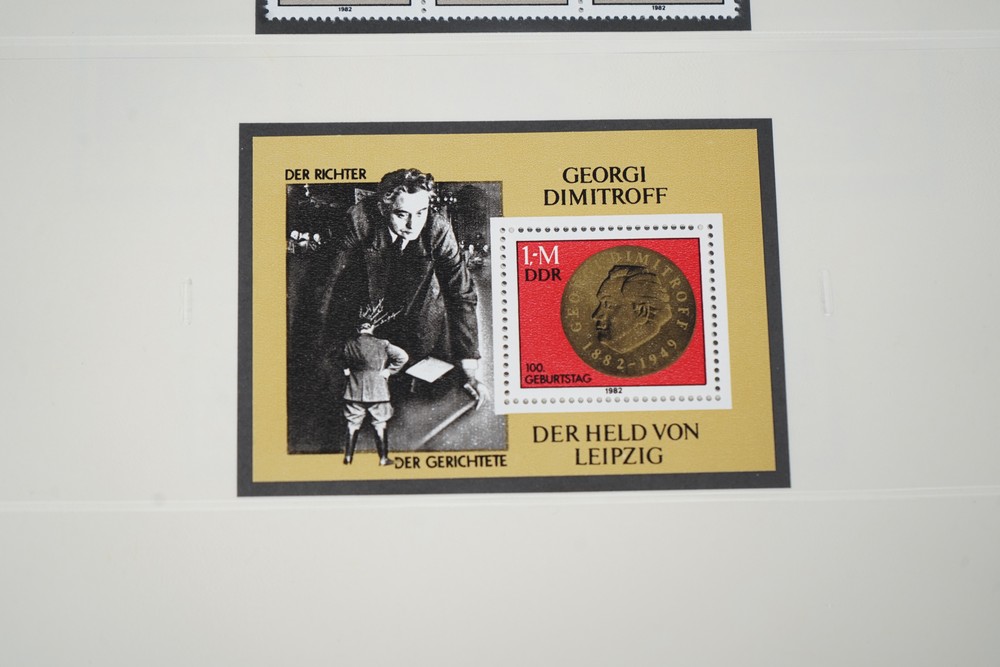 1982
1982
DER RICHTER
GEORGI
DIMITROFF
1,-M
DDR
GEORGI DIMITROFF
1882-1949
100.
GEBURTSTAG
1982
DER HELD VON
LEIPZIG
DER GERICHTETE